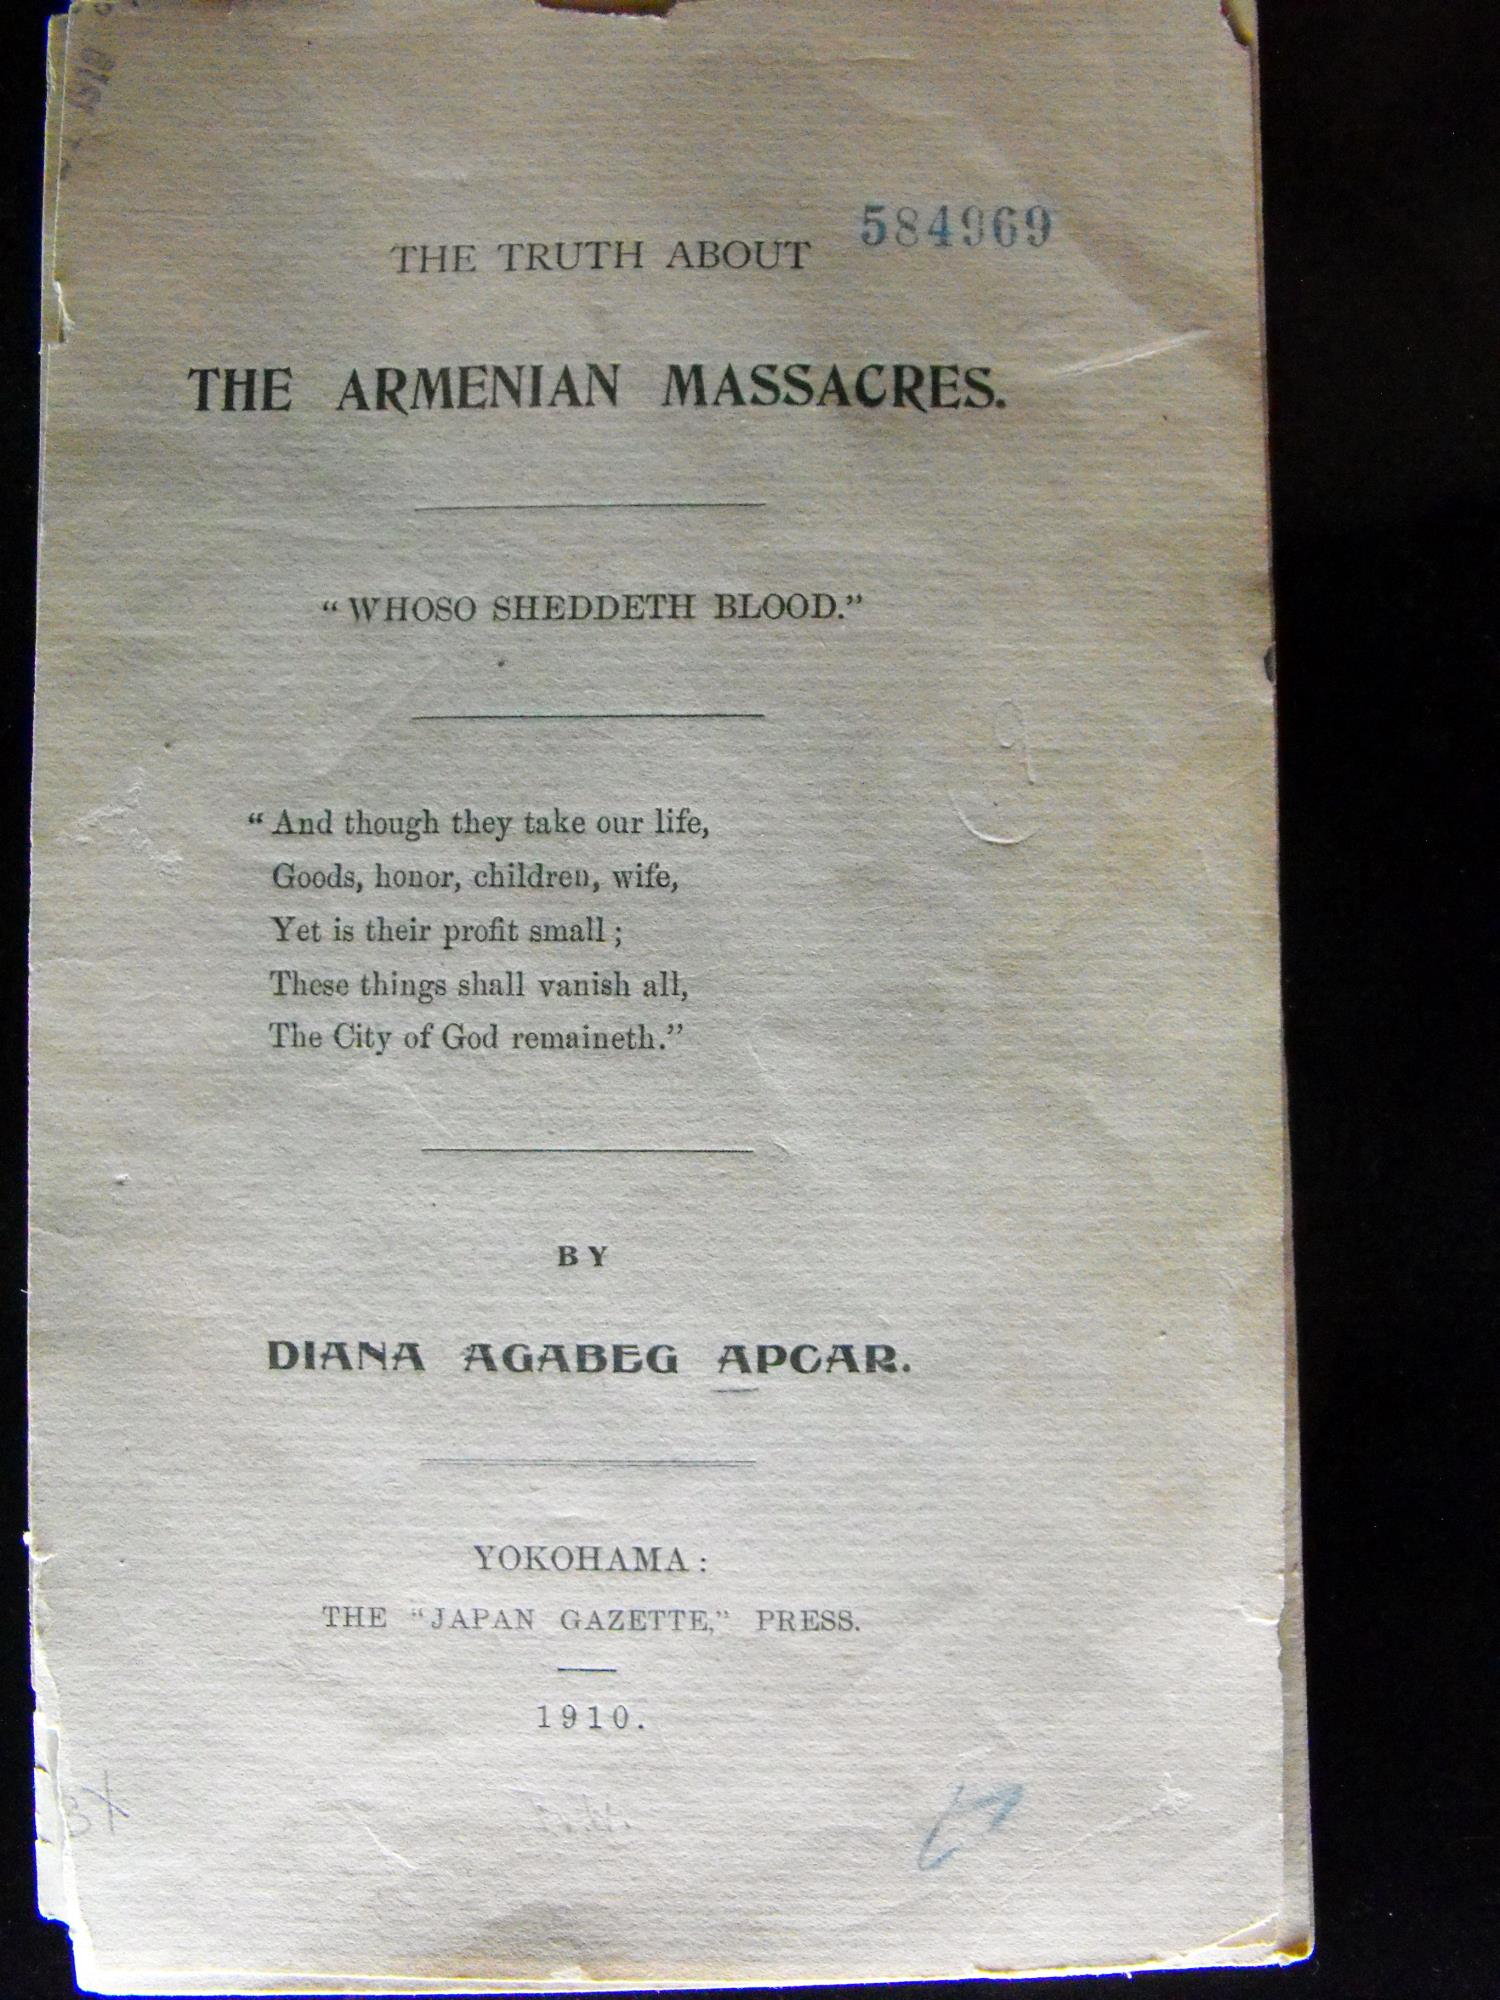 584969
THE TRUTH ABOUT
THE ARMENIAN MASSACRES.
“WHOSO SHEDDETH BLOOD.”
“And though they take our life,
Goods, honor, children, wife,
Yet is their profit small;
These things shall vanish all,
The City of God remaineth.”
BY
DIANA AGABEG APCAR.
YOKOHAMA:
THE “JAPAN GAZETTE,” PRESS.
1910.